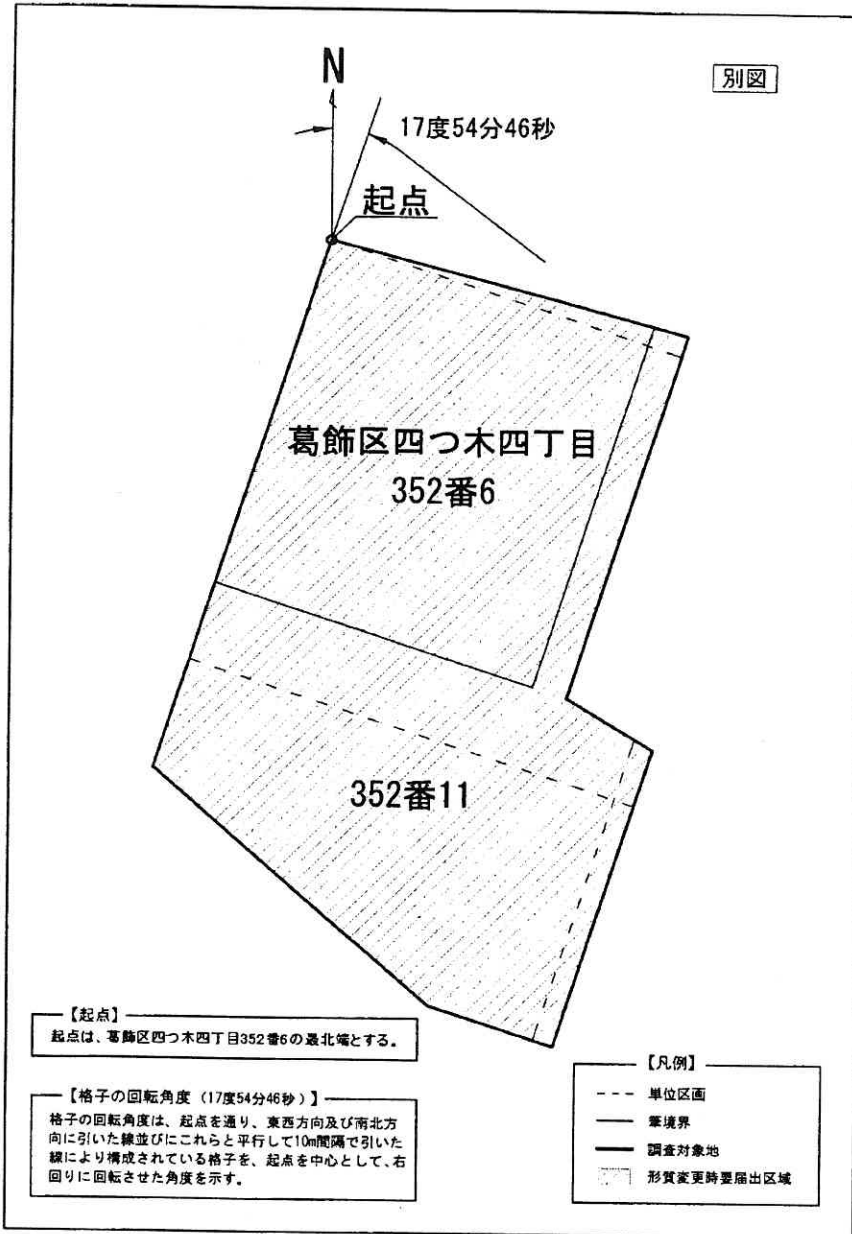 別図
N
17度54分46秒
起点
葛飾区四つ木四丁目
352番6
352番11
【起点】
起点は、葛飾区四つ木四丁目352番6の最北端とする。
【格子の回転角度（17度54分46秒）】
格子の回転角度は、起点を通り、東西方向及び南北方
向に引いた線並びにこれらと平行して10m間隔で引いた
線により構成されている格子を、起点を中心として、右
回りに回転させた角度を示す。
【凡例】
単位区画
筆境界
調査対象地
形質変更時要届出区域